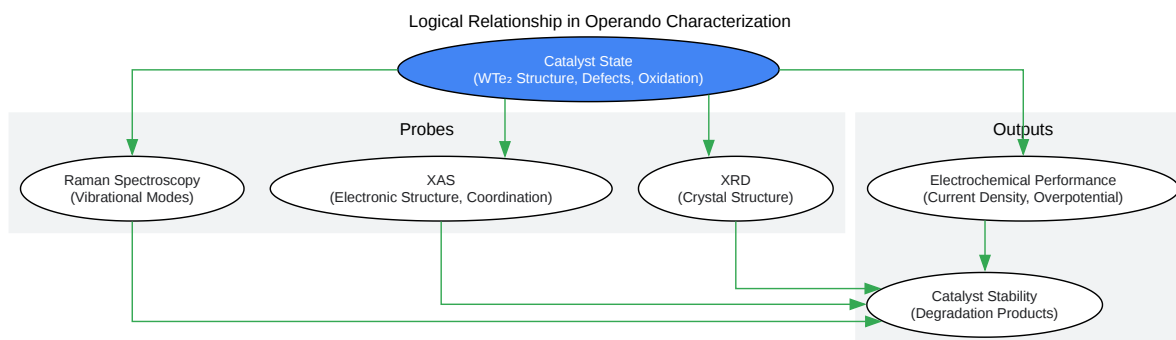 Logical Relationship in Operando Characterization
Catalyst State
(WTe₂ Structure, Defects, Oxidation)
Probes
Outputs
Raman Spectroscopy
(Vibrational Modes)
XAS
(Electronic Structure, Coordination)
XRD
(Crystal Structure)
Electrochemical Performance
(Current Density, Overpotential)
Catalyst Stability
(Degradation Products)